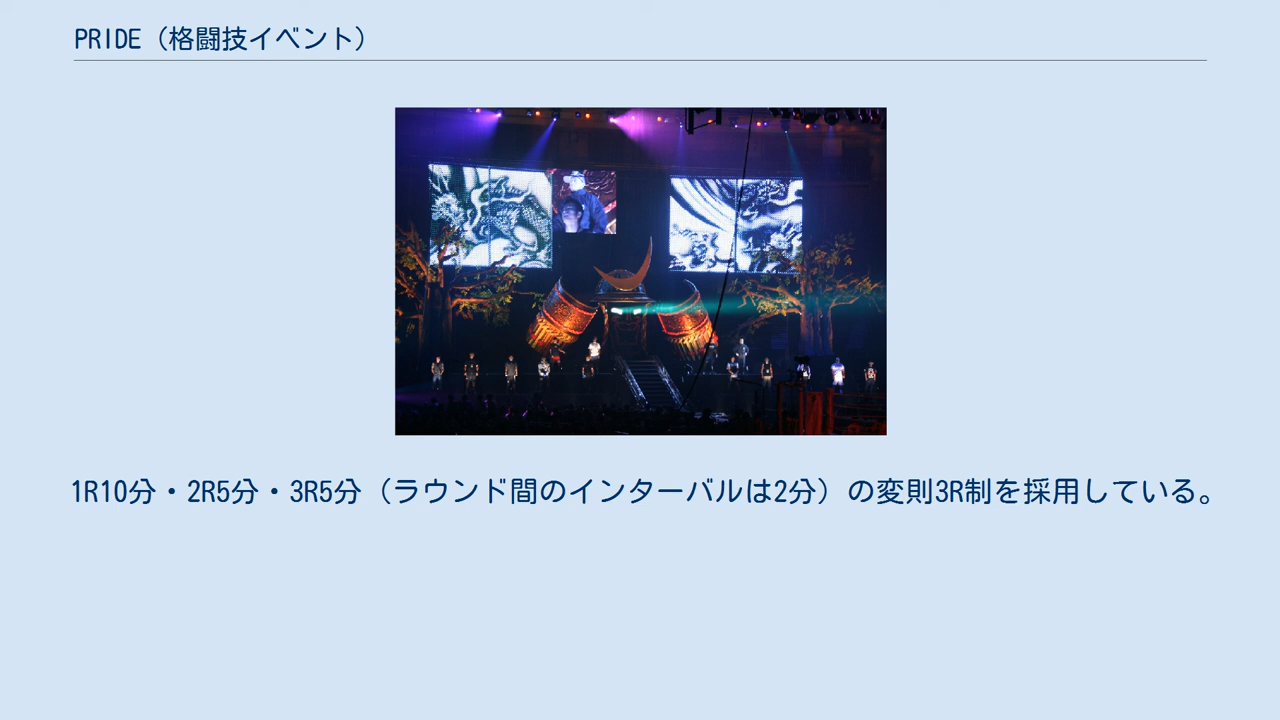 PRIDE（格闘技イベント）
1R10分・2R5分・3R5分（ラウンド間のインターバルは2分）の変則3R制を採用している。